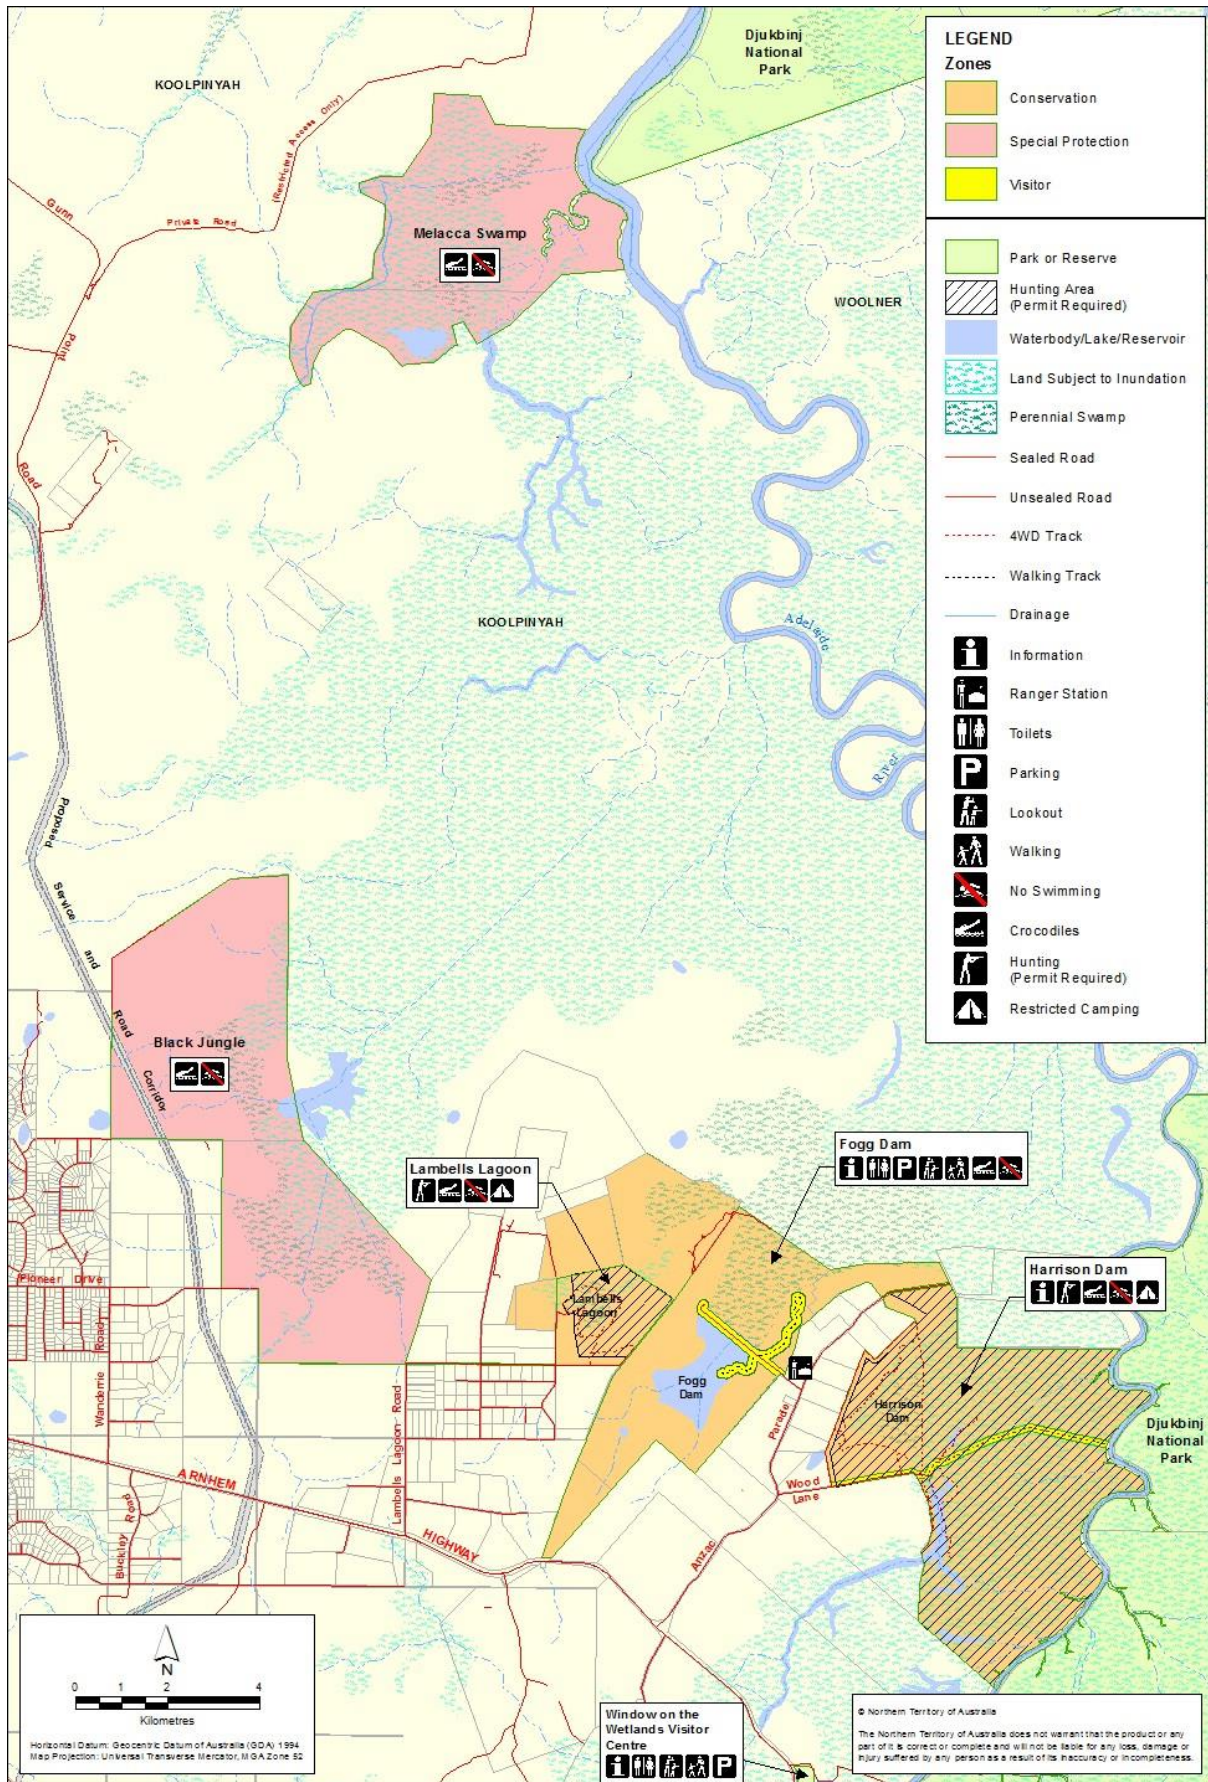 Djukbinj
National
Park
KOOLPINYAH
(Restricted Access Only)
Gunn
Private Road
Melacca Swamp
WOOLNER
Point
Road
KOOLPINYAH
Adelaide
River
Proposed
Service
and
Road
Corridor
Black Jungle
Lambells Lagoon
Fogg Dam
Harrison Dam
Pioneer Drive
Lambells
Lagoon
Wanderrie
Road
Lambells Lagoon Road
Fogg
Dam
Harrison
Dam
Parade
Djukbinj
National
Park
ARNHEM
HIGHWAY
Wood
Lane
Buckley Road
Anzac
LEGEND
Zones
Conservation
Special Protection
Visitor
Park or Reserve
Hunting Area
(Permit Required)
Waterbody/Lake/Reservoir
Land Subject to Inundation
Perennial Swamp
Sealed Road
Unsealed Road
4WD Track
Walking Track
Drainage
Information
Ranger Station
Toilets
P Parking
Lookout
Walking
No Swimming
Crocodiles
Hunting
(Permit Required)
Restricted Camping
N
0 1 2 4
Kilometres
Horizontal Datum: Geocentric Datum of Australia (GDA) 1994
Map Projection: Universal Transverse Mercator, MGA Zone 52
Window on the
Wetlands Visitor
Centre
P
© Northern Territory of Australia
The Northern Territory of Australia does not warrant that the product or any
part of it is correct or complete and will not be liable for any loss, damage or
injury suffered by any person as a result of its inaccuracy or incompleteness.